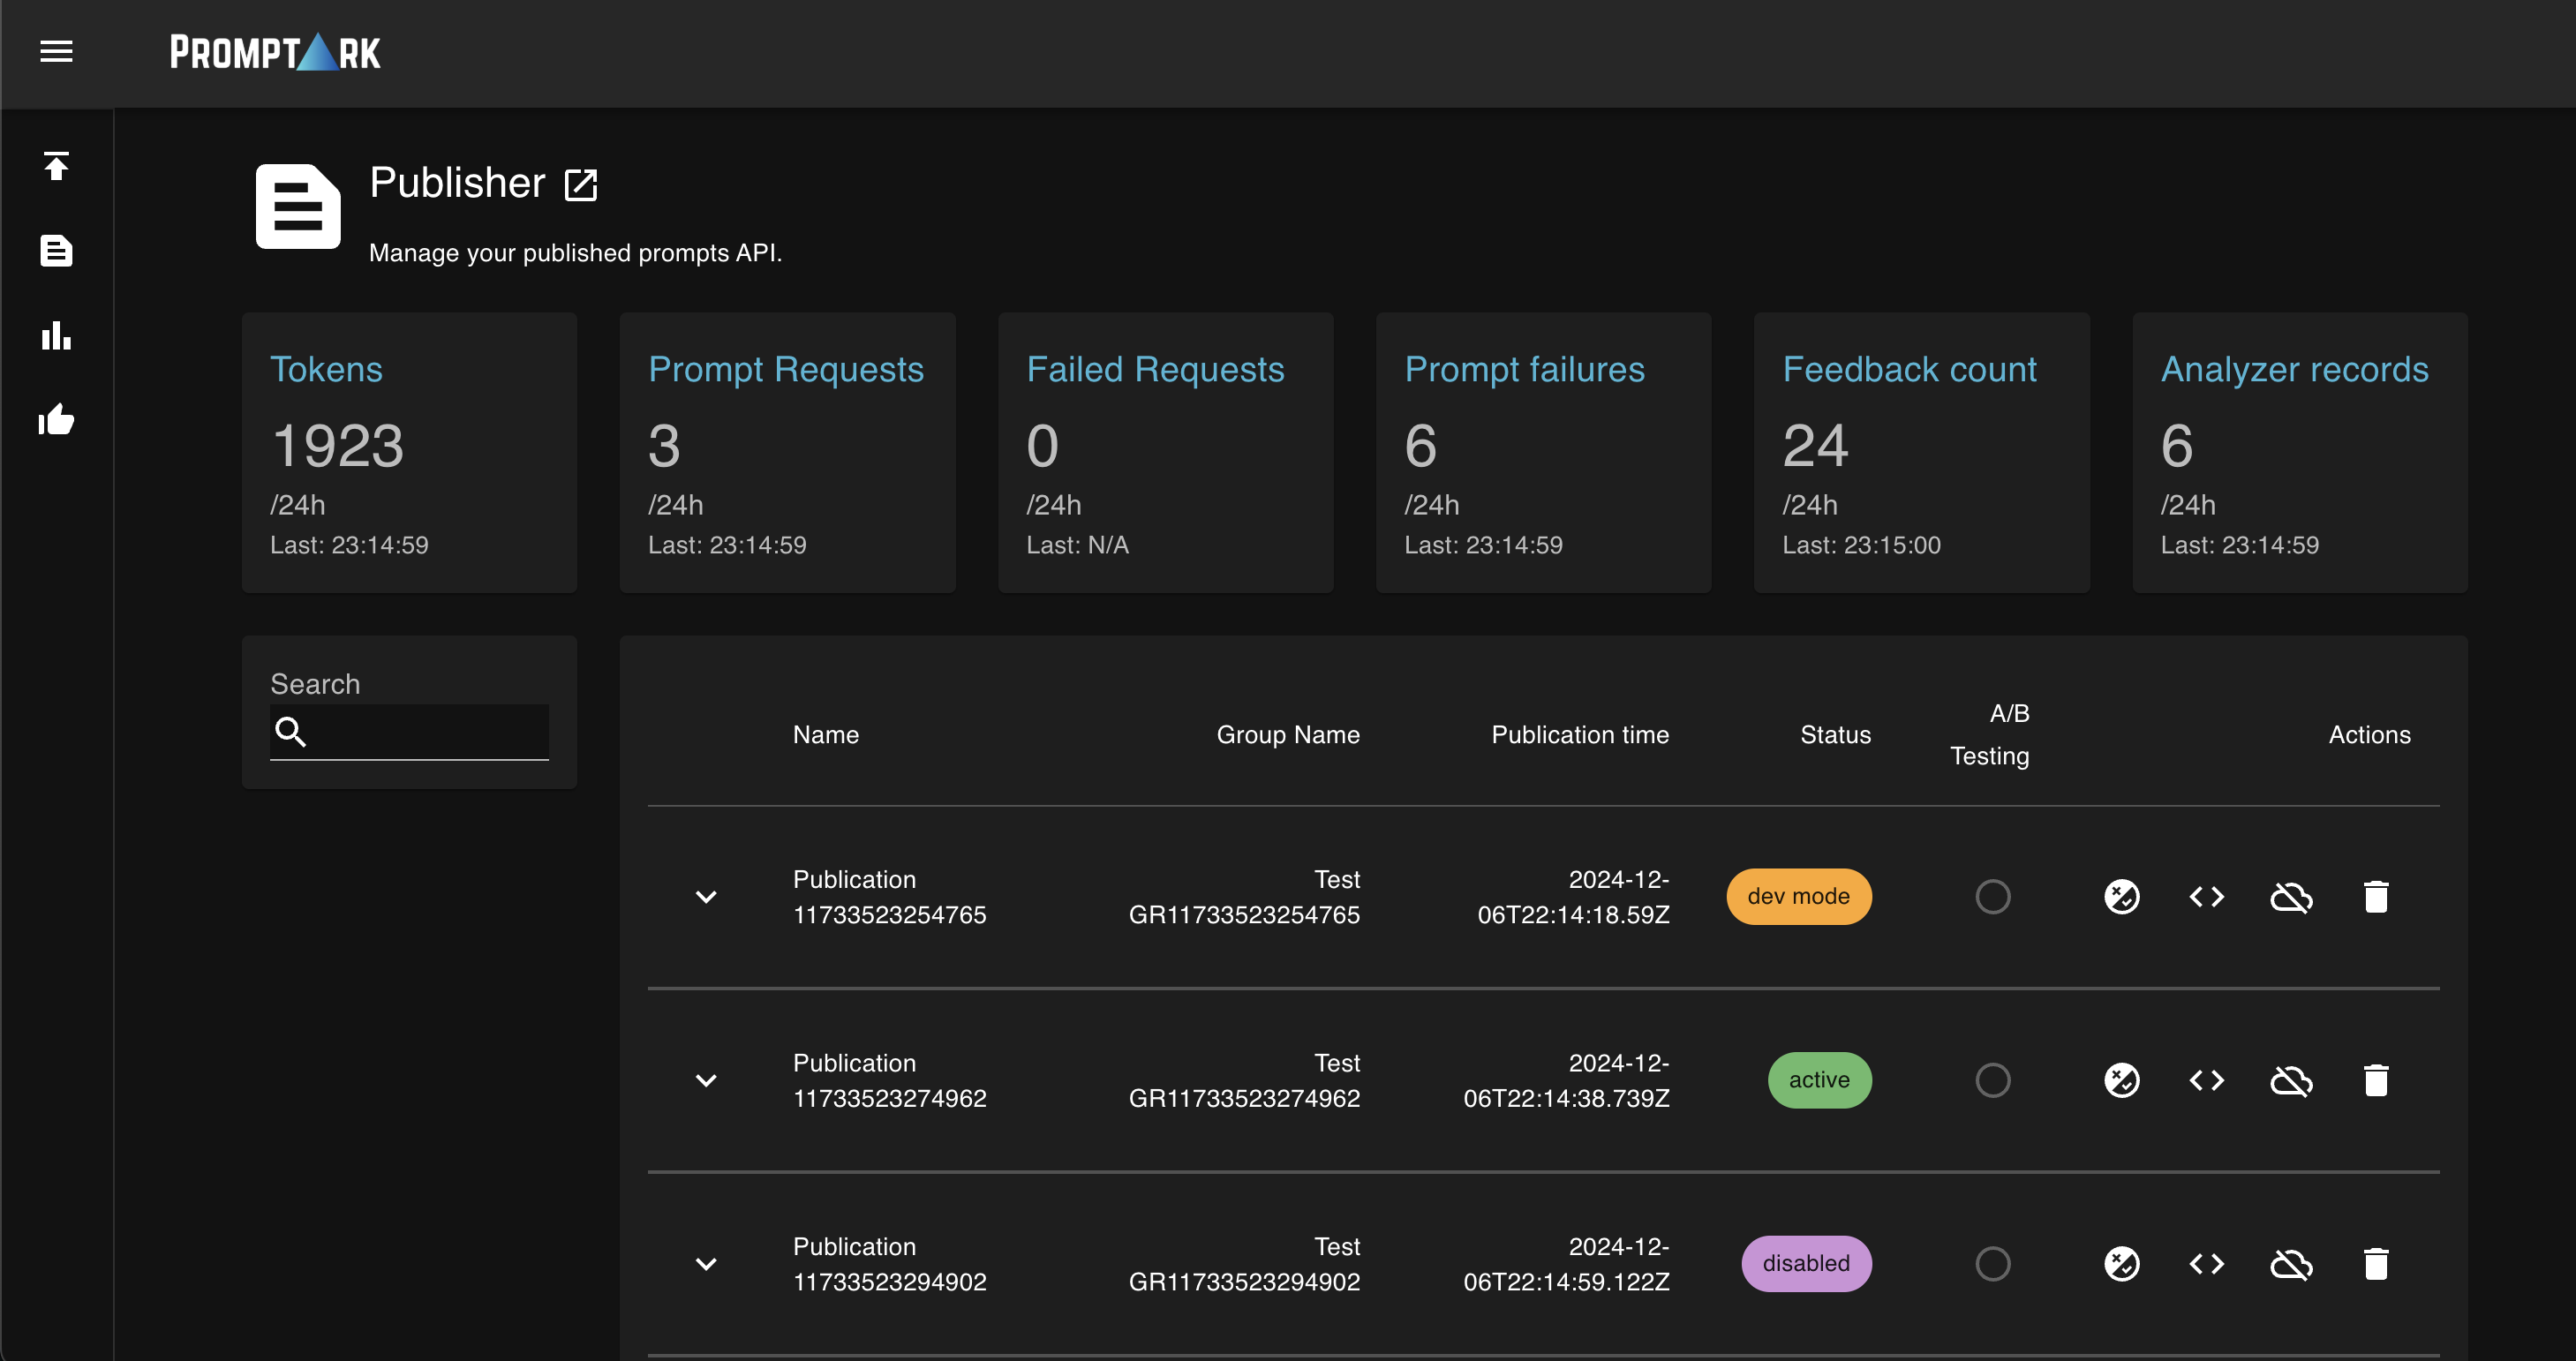 PROMPTARK
Publisher
Manage your published prompts API.
Tokens
1923
/24h
Last: 23:14:59
Prompt Requests
3
/24h
Last: 23:14:59
Failed Requests
0
/24h
Last: N/A
Prompt failures
6
/24h
Last: 23:14:59
Feedback count
24
/24h
Last: 23:15:00
Analyzer records
6
/24h
Last: 23:14:59
Search
Name
Group Name
Publication time
Status
A/B
Testing
Actions
Publication
11733523254765
Test
GR11733523254765
2024-12-
06T22:14:18.59Z
dev mode
Publication
11733523274962
Test
GR11733523274962
2024-12-
06T22:14:38.739Z
active
Publication
11733523294902
Test
GR11733523294902
2024-12-
06T22:14:59.122Z
disabled